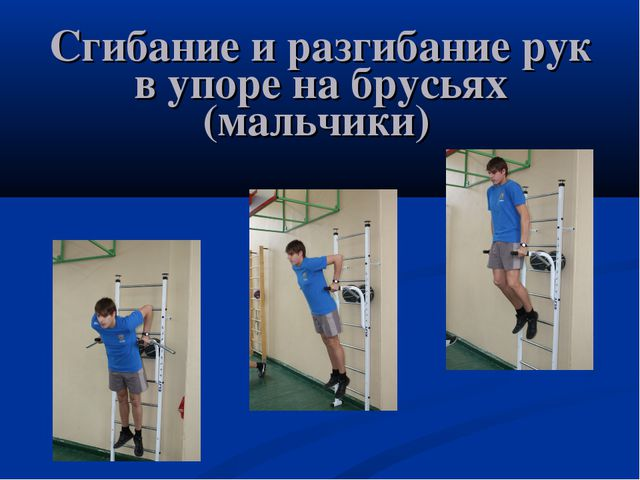 Сгибание и разгибание рук
в упоре на брусьях
(мальчики)